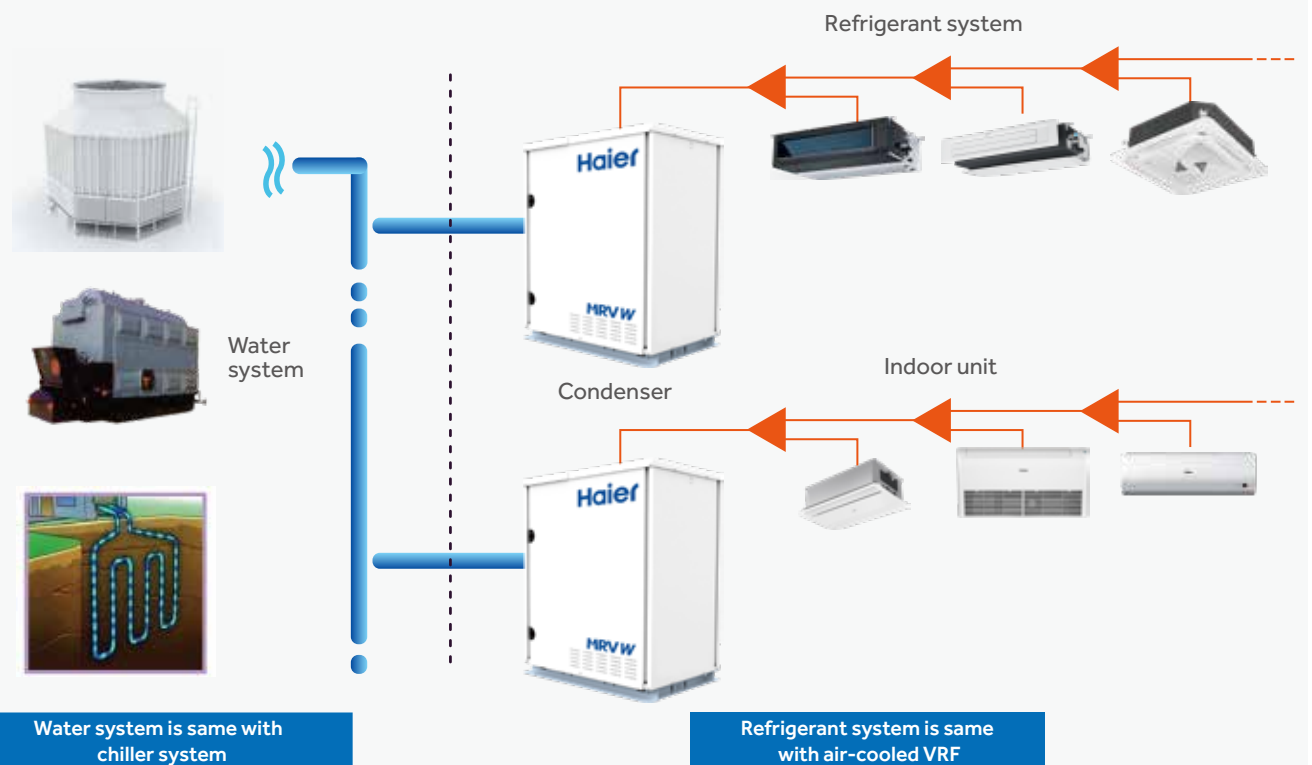 Refrigerant system
Haier
MRV W
Water
system
Condenser
Indoor unit
Haier
MRV W
Water system is same with
chiller system
Refrigerant system is same
with air-cooled VRF